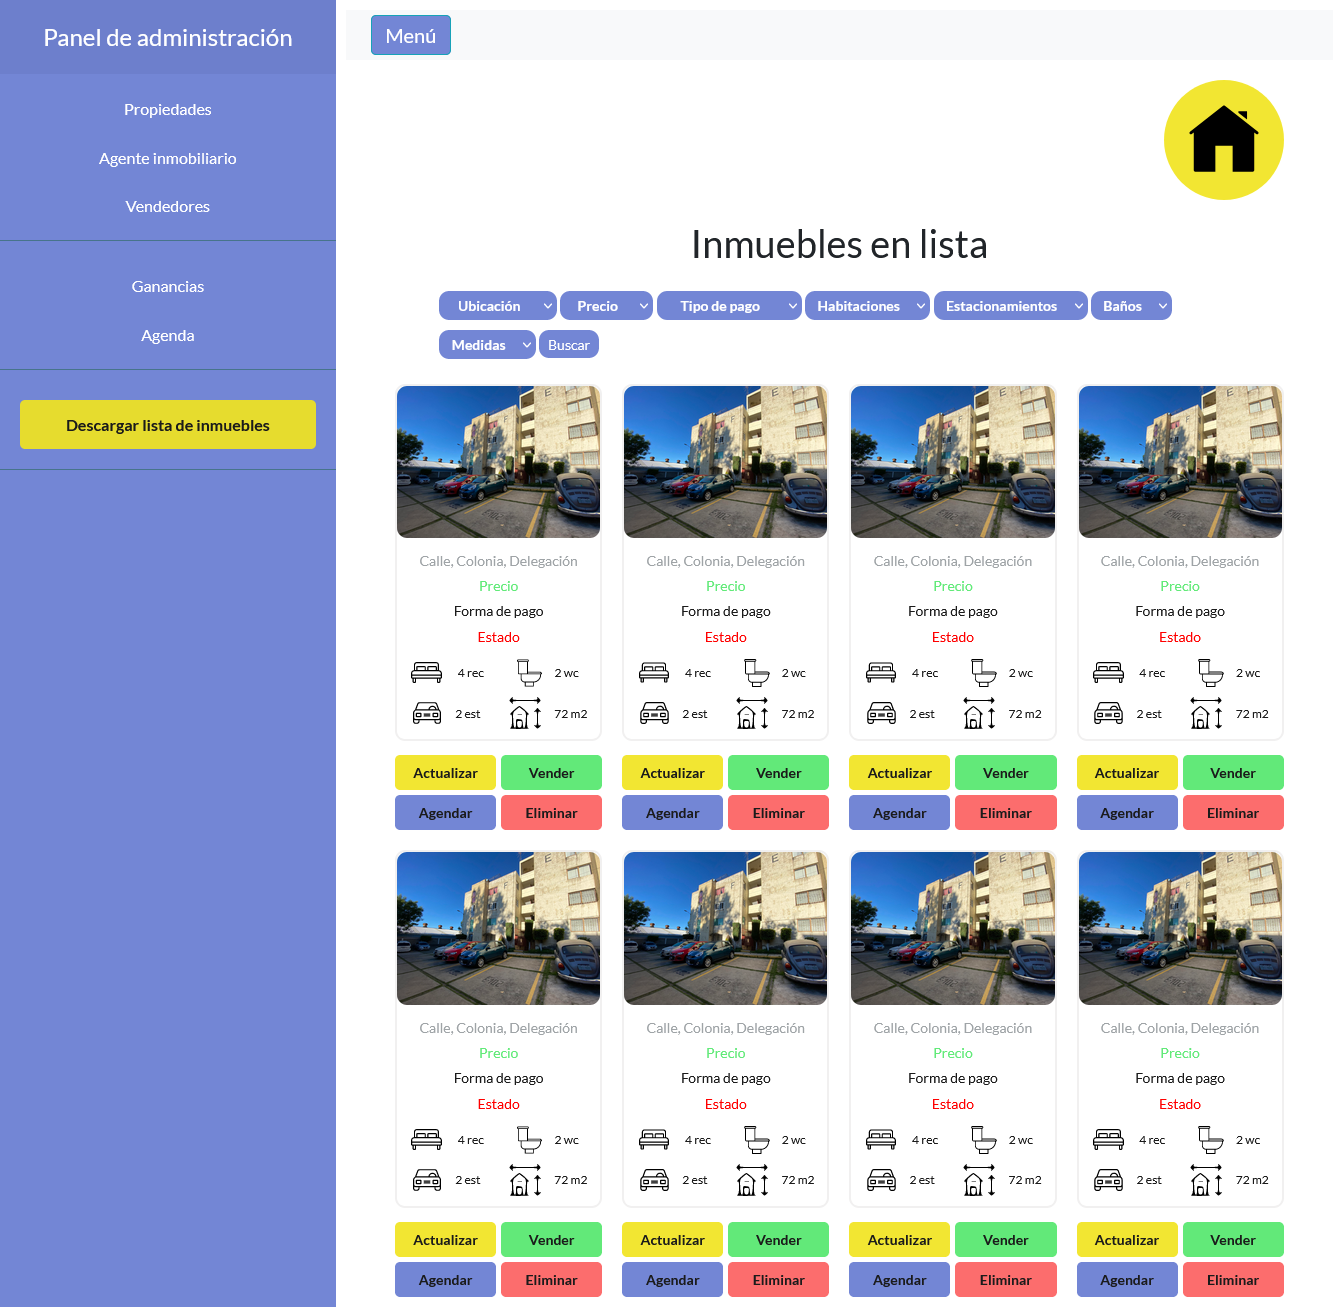 Panel de administración
Propiedades
Agente inmobiliario
Vendedores
Ganancias
Agenda
Descargar lista de inmuebles
Menú
Inmuebles en lista
Ubicación Precio Tipo de pago Habitaciones Estacionamientos Baños
Medidas Buscar
Calle, Colonia, Delegación Calle, Colonia, Delegación Calle, Colonia, Delegación Calle, Colonia, Delegación
Precio Precio Precio Precio
Forma de pago Forma de pago Forma de pago Forma de pago
Estado Estado Estado Estado
4 rec 2 wc 4 rec 2 wc 4 rec 2 wc 4 rec 2 wc
2 est 72 m2 2 est 72 m2 2 est 72 m2 2 est 72 m2
Actualizar Vender Actualizar Vender Actualizar Vender Actualizar Vender
Agendar Eliminar Agendar Eliminar Agendar Eliminar Agendar Eliminar
Calle, Colonia, Delegación Calle, Colonia, Delegación Calle, Colonia, Delegación Calle, Colonia, Delegación
Precio Precio Precio Precio
Forma de pago Forma de pago Forma de pago Forma de pago
Estado Estado Estado Estado
4 rec 2 wc 4 rec 2 wc 4 rec 2 wc 4 rec 2 wc
2 est 72 m2 2 est 72 m2 2 est 72 m2 2 est 72 m2
Actualizar Vender Actualizar Vender Actualizar Vender Actualizar Vender
Agendar Eliminar Agendar Eliminar Agendar Eliminar Agendar Eliminar